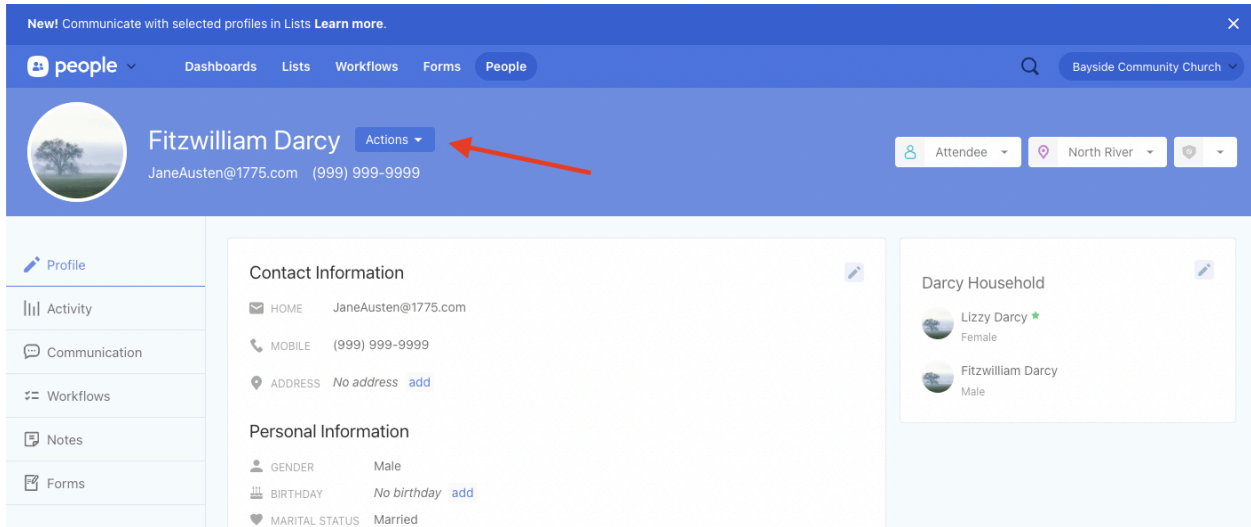 New! Communicate with selected profiles in Lists Learn more.
people Dashboards Lists Workflows Forms People Bayside Community Church
Fitzwilliam Darcy Actions
JaneAusten@1775.com (999) 999-9999
Attendee North River
Profile
Activity
Communication
Workflows
Notes
Forms
Contact Information
HOME JaneAusten@1775.com
MOBILE (999) 999-9999
ADDRESS No address add
Personal Information
GENDER Male
BIRTHDAY No birthday add
MARITAL STATUS Married
Darcy Household
Lizzy Darcy
Female
Fitzwilliam Darcy
Male